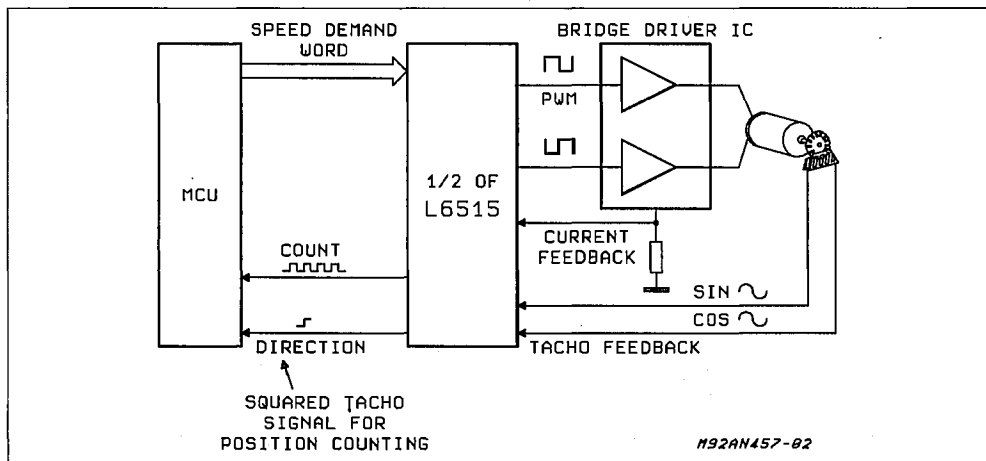 SPEED DEMAND
WORD
BRIDGE DRIVER IC
PWM
MCU
1/2 OF
L6515
COUNT
CURRENT
FEEDBACK
SIN
COS
DIRECTION
TACHO FEEDBACK
SQUARED TACHO
SIGNAL FOR
POSITION COUNTING
M92AN457-02